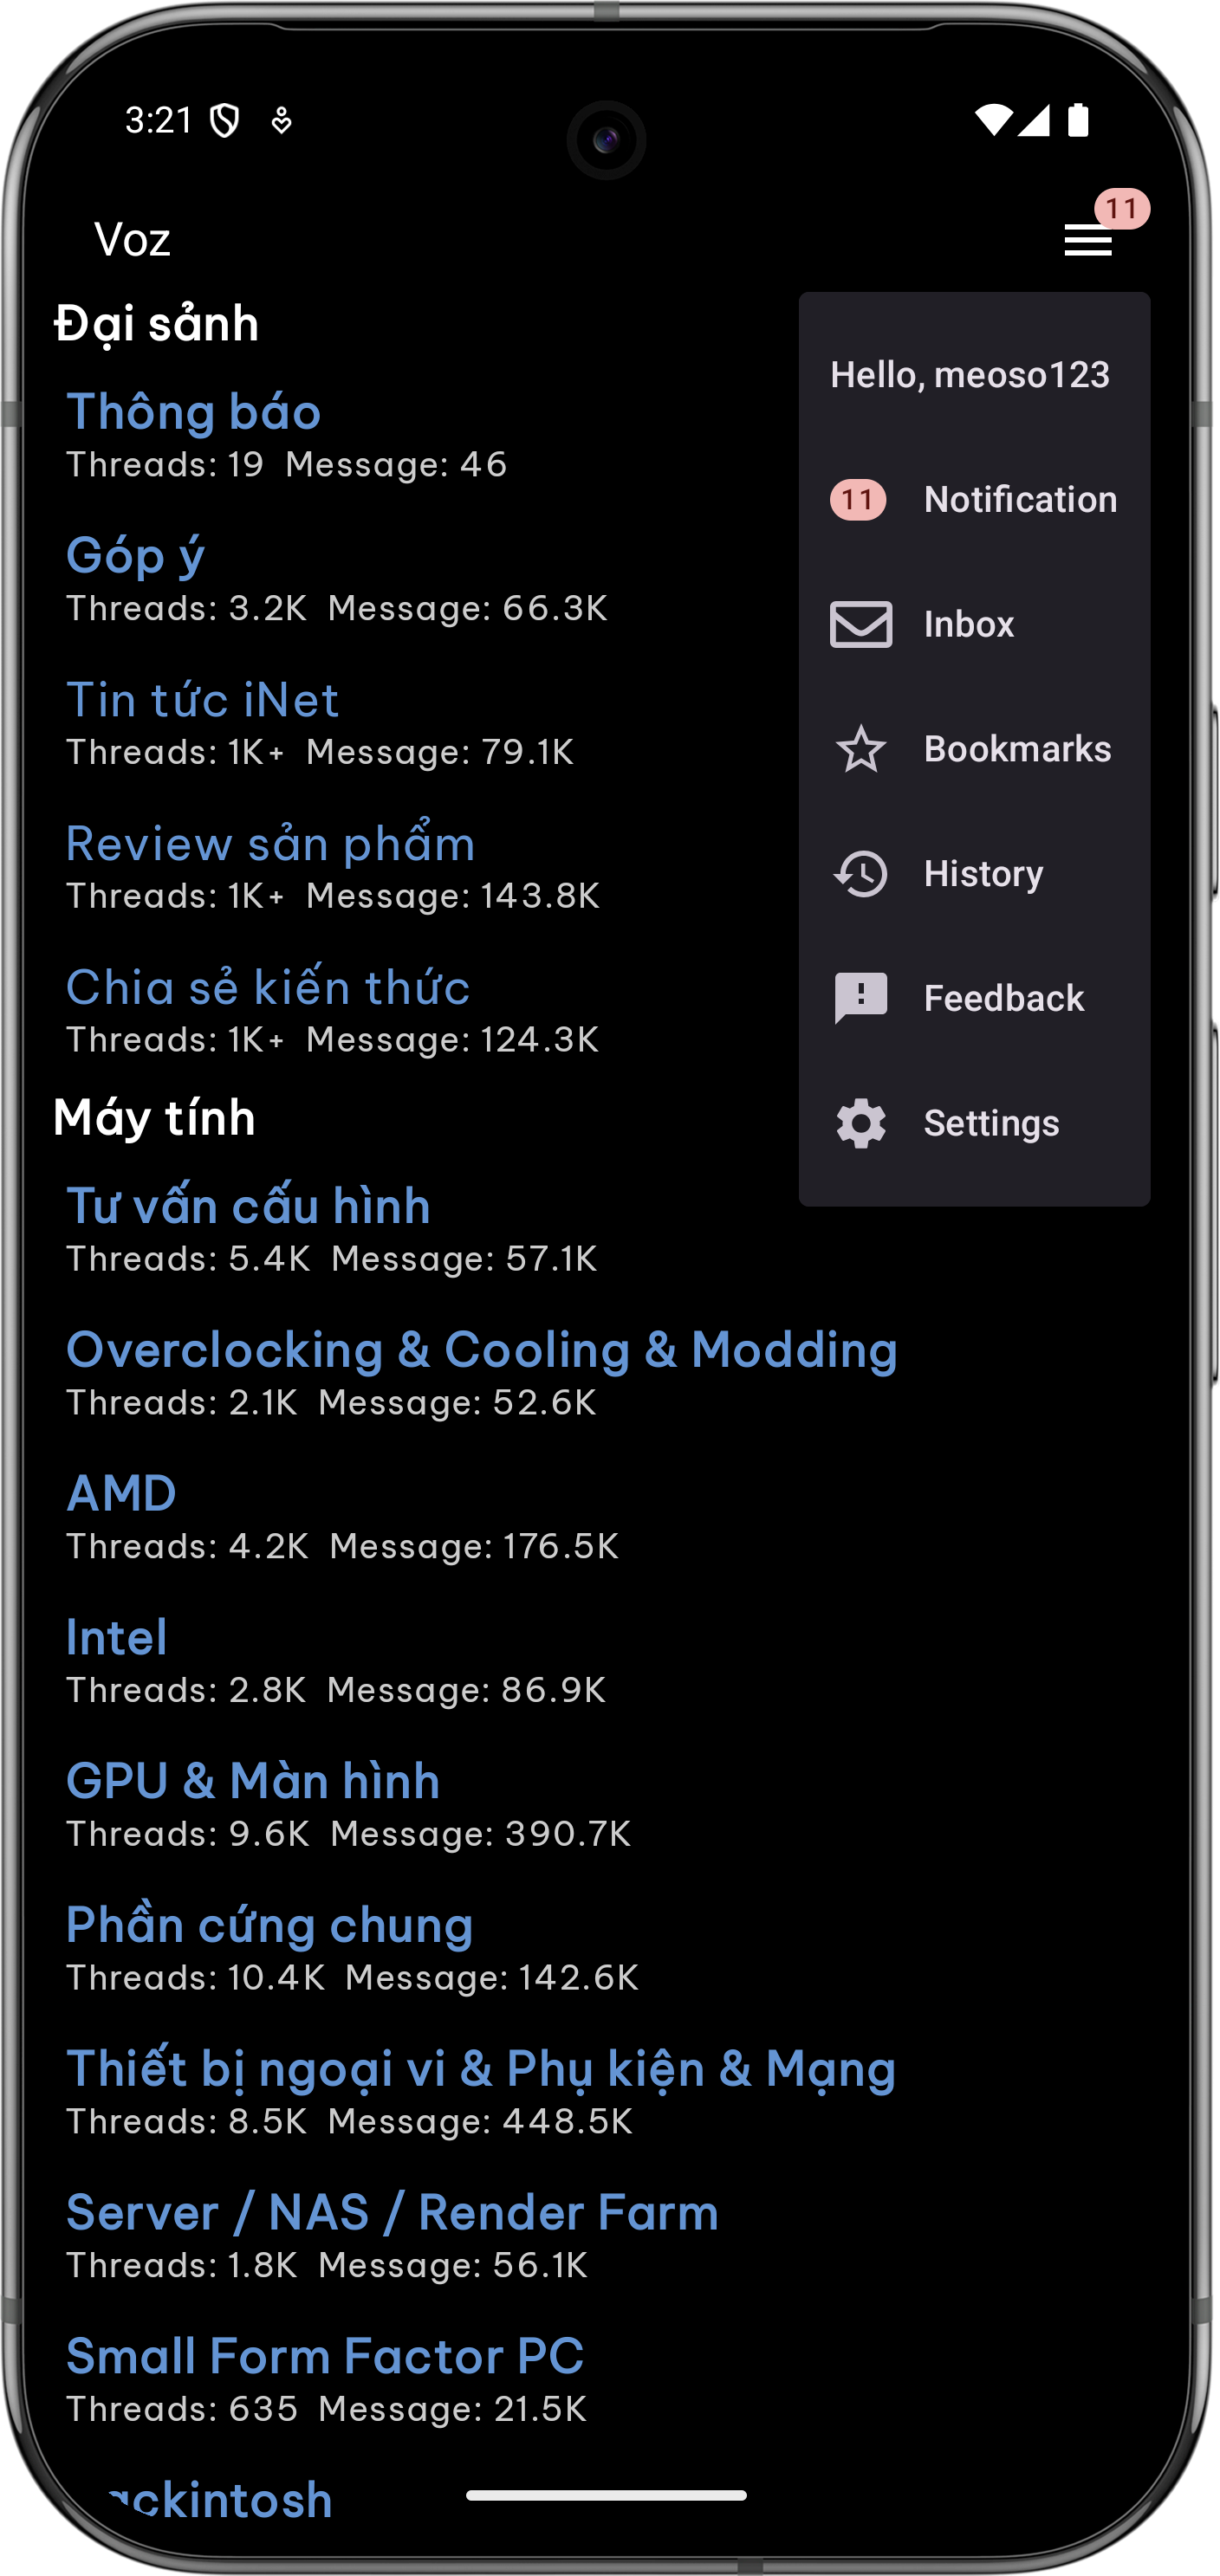 3:21
11
Voz
Đại sảnh
Thông báo
Threads: 19 Message: 46
Góp ý
Threads: 3.2K Message: 66.3K
Tin tức iNet
Threads: 1K+ Message: 79.1K
Review sản phẩm
Threads: 1K+ Message: 143.8K
Chia sẻ kiến thức
Threads: 1K+ Message: 124.3K
Máy tính
Tư vấn cấu hình
Threads: 5.4K Message: 57.1K
Overclocking & Cooling & Modding
Threads: 2.1K Message: 52.6K
AMD
Threads: 4.2K Message: 176.5K
Intel
Threads: 2.8K Message: 86.9K
GPU & Màn hình
Threads: 9.6K Message: 390.7K
Phần cứng chung
Threads: 10.4K Message: 142.6K
Thiết bị ngoại vi & Phụ kiện & Mạng
Threads: 8.5K Message: 448.5K
Server / NAS / Render Farm
Threads: 1.8K Message: 56.1K
Small Form Factor PC
Threads: 635 Message: 21.5K
ackintosh
Hello, meoso123
11 Notification
Inbox
Bookmarks
History
Feedback
Settings